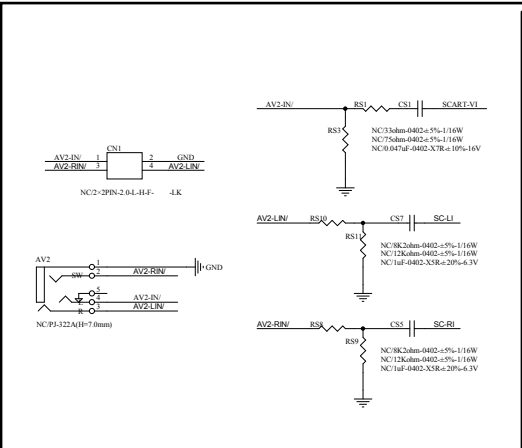 AV2-IN/ RS1 CS1 SCART-VI
RS3
NC/33ohm-0402-±5%-1/16W
NC/75ohm-0402-±5%-1/16W
NC/0.047uF-0402-X7R-±10%-16V
CN1
AV2-IN/ 1 2 GND
AV2-RIN/ 3 4 AV2-LIN/
NC/2×2PIN-2.0-L-H-F- -LK
AV2-LIN/ RS10 CS7 SC-LI
RS11
NC/8K2ohm-0402-±5%-1/16W
NC/12Kohm-0402-±5%-1/16W
NC/1uF-0402-X5R-±20%-6.3V
AV2
1
SW 2 AV2-RIN/
GND
5
L 4 AV2-IN/
R 3 AV2-LIN/
NC/PJ-322A(H=7.0mm)
AV2-RIN/ RS8 CS5 SC-RI
RS9
NC/8K2ohm-0402-±5%-1/16W
NC/12Kohm-0402-±5%-1/16W
NC/1uF-0402-X5R-±20%-6.3V